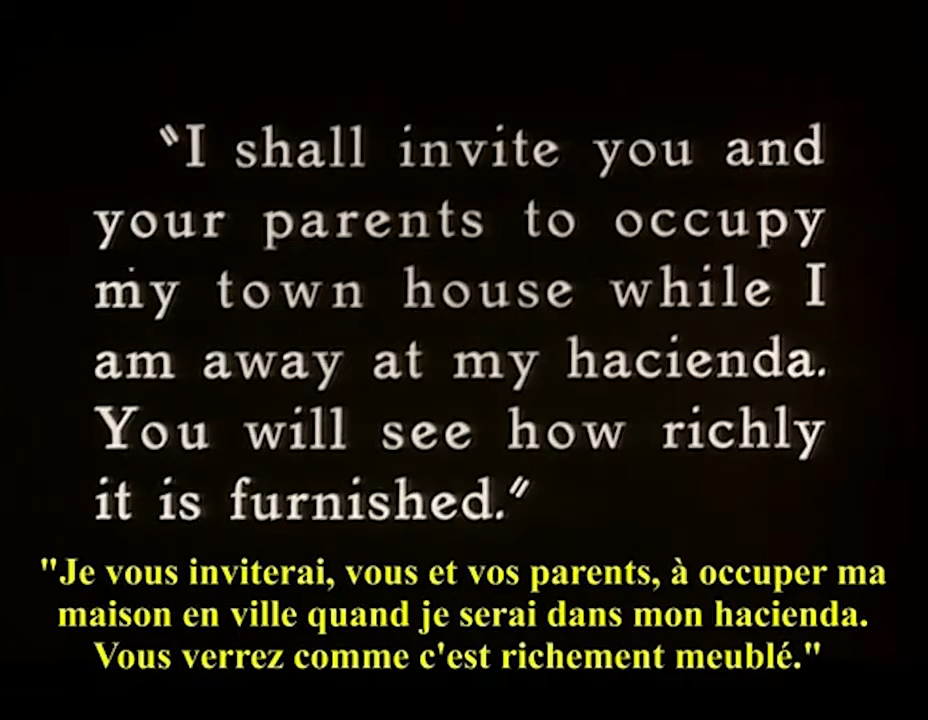 "I shall invite you and
your parents to occupy
my town house while I
am away at my hacienda.
You will see how richly
it is furnished."
"Je vous inviterai, vous et vos parents, à occuper ma
maison en ville quand je serai dans mon hacienda.
Vous verrez comme c'est richement meublé."